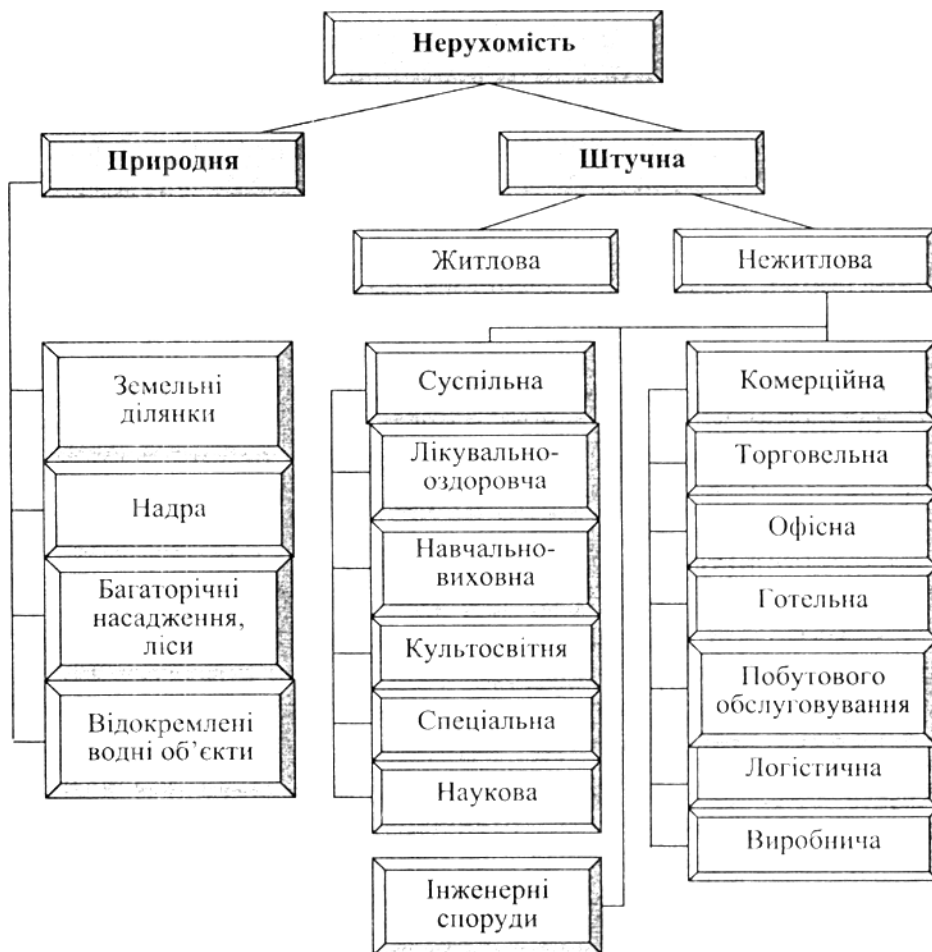 Нерухомість
Природня
Штучна
Житлова
Нежитлова
Земельні
ділянки
Надра
Багаторічні
насадження,
ліси
Відокремлені
водні об’єкти
Суспільна
Лікувально-
оздоровча
Навчально-
виховна
Культосвітня
Спеціальна
Наукова
Інженерні
споруди
Комерційна
Торговельна
Офісна
Готельна
Побутового
обслуговування
Логістична
Виробнича